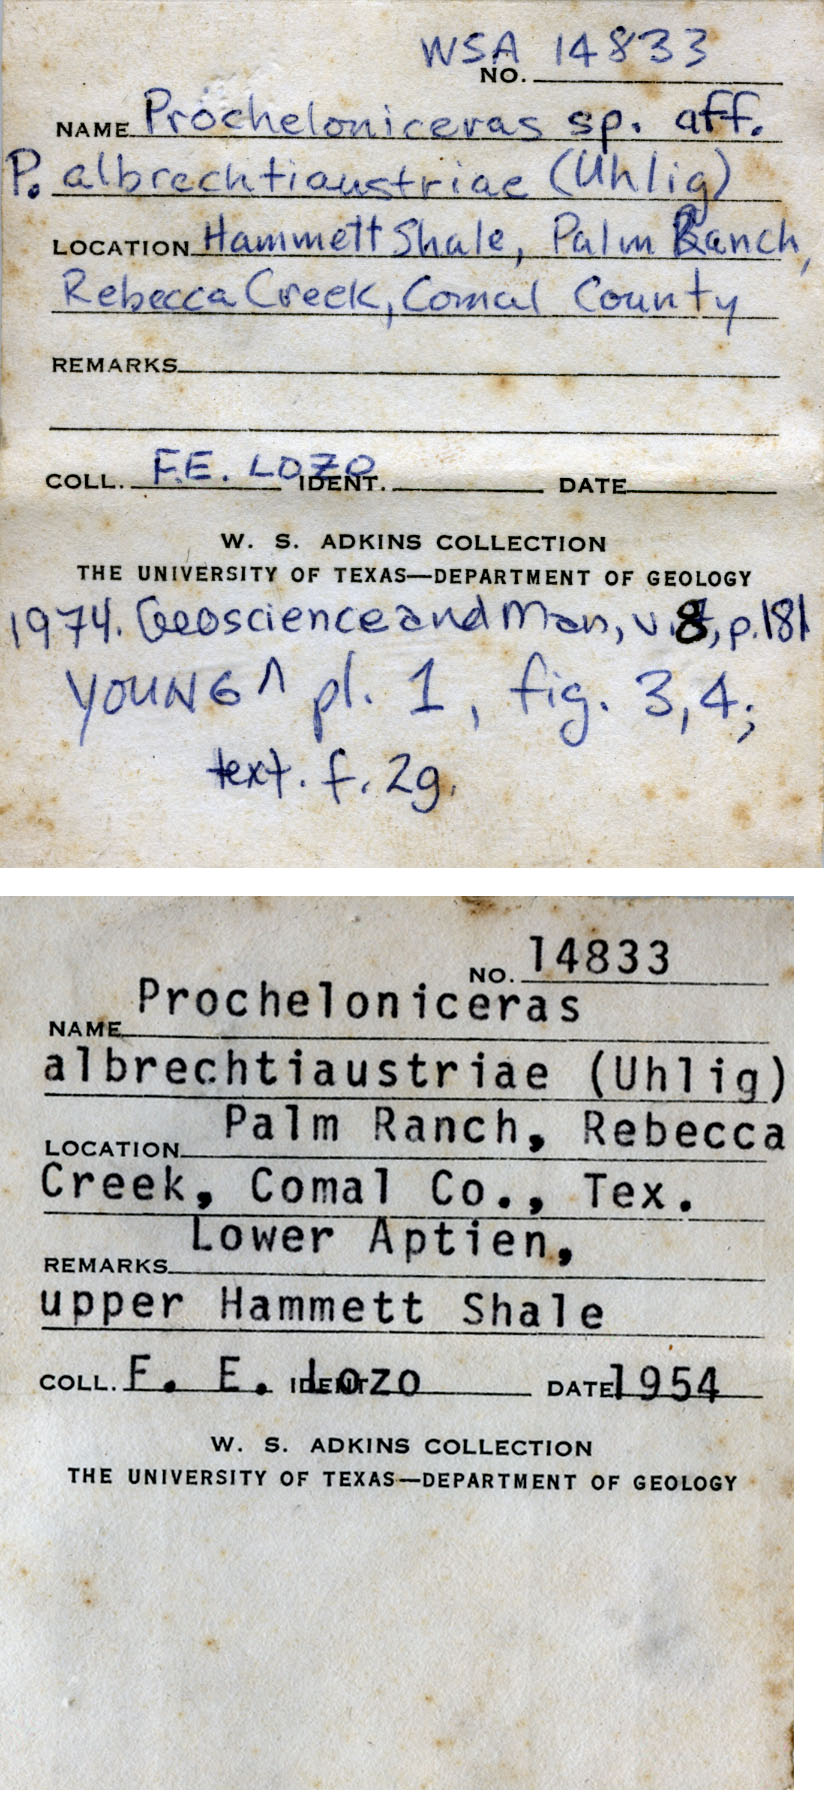 WSA 14833
NO.
NAME Procheloniceras sp. aff.
P. albrechtiaustriae (Uhlig)
LOCATION Hammett Shale, Palm Ranch,
Rebecca Creek, Comal County
REMARKS
COLL. F.E. LOZO IDENT. DATE
W. S. ADKINS COLLECTION
THE UNIVERSITY OF TEXAS—DEPARTMENT OF GEOLOGY
1974. Geoscience and Man, v. 8, p. 181
YOUNG ^ pl. 1, fig. 3,4;
text. f. 2g.
NO. 14833
NAME Procheloniceras
albrechtiaustriae (Uhlig)
LOCATION Palm Ranch, Rebecca
Creek, Comal Co., Tex.
REMARKS Lower Aptien,
upper Hammett Shale
COLL. F. E. Lozo IDENT. DATE 1954
W. S. ADKINS COLLECTION
THE UNIVERSITY OF TEXAS—DEPARTMENT OF GEOLOGY